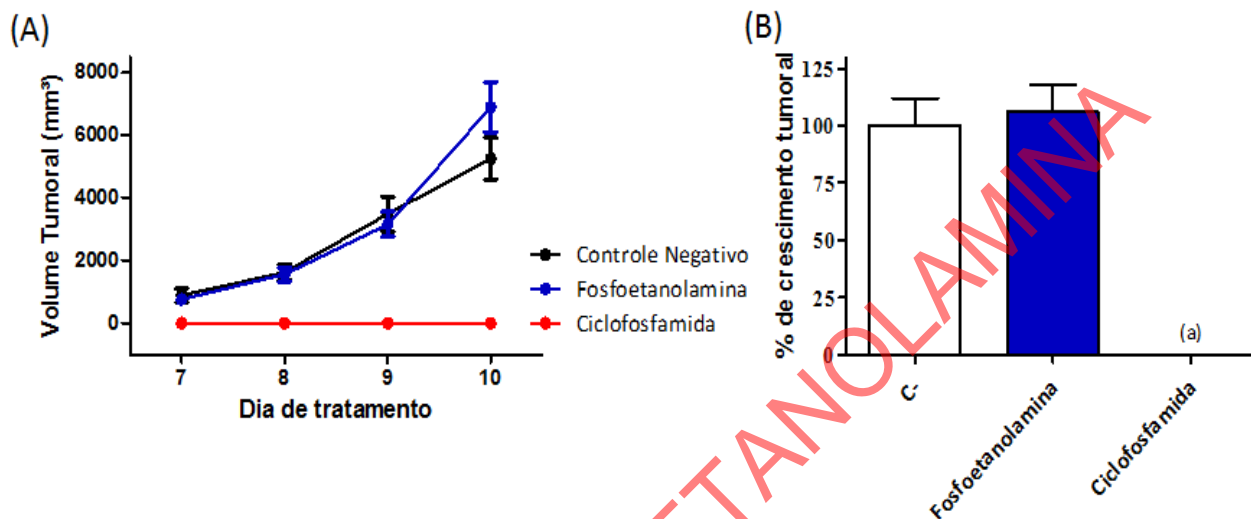 (A)
Volume Tumoral (mm³)
8000
6000
4000
2000
0
7 8 9 10
Dia de tratamento
Controle Negativo
Fosfoetanolamina
Ciclofosfamida
(B)
% de crescimento tumoral
125
100
75
50
25
0
(a)
C-
Fosfoetanolamina
Ciclofosfamida
ETANOLAMINA